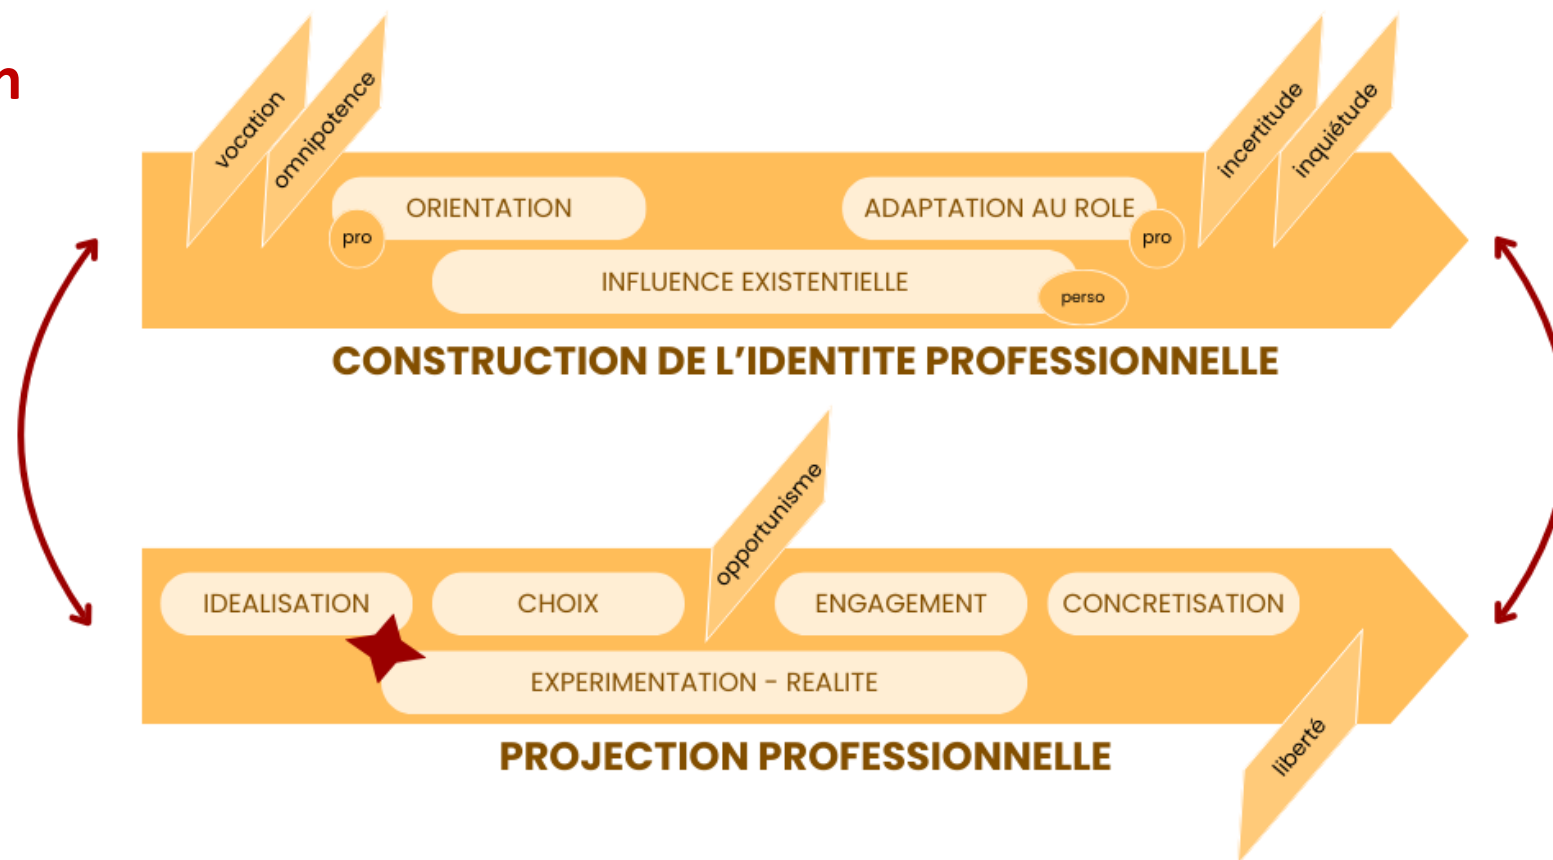 n
vocation
omnipotence
incertitude
inquiétude
ORIENTATION
ADAPTATION AU ROLE
pro
pro
INFLUENCE EXISTENTIELLE
perso
CONSTRUCTION DE L’IDENTITE PROFESSIONNELLE
opportunisme
IDEALISATION
CHOIX
ENGAGEMENT
CONCRETISATION
EXPERIMENTATION - REALITE
liberté
PROJECTION PROFESSIONNELLE